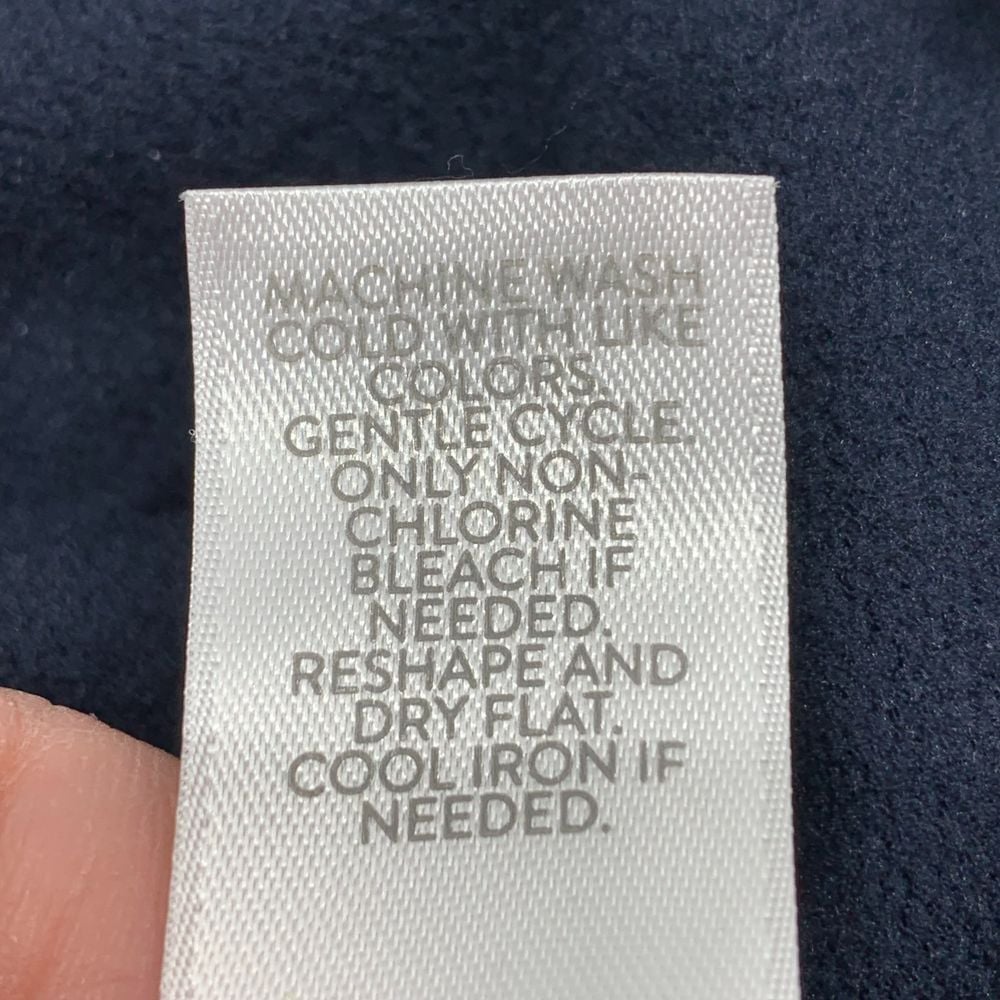 MACHINE WASH
COLD WITH LIKE
COLORS.
GENTLE CYCLE.
ONLY NON-
CHLORINE
BLEACH IF
NEEDED.
RESHAPE AND
DRY FLAT.
COOL IRON IF
NEEDED.